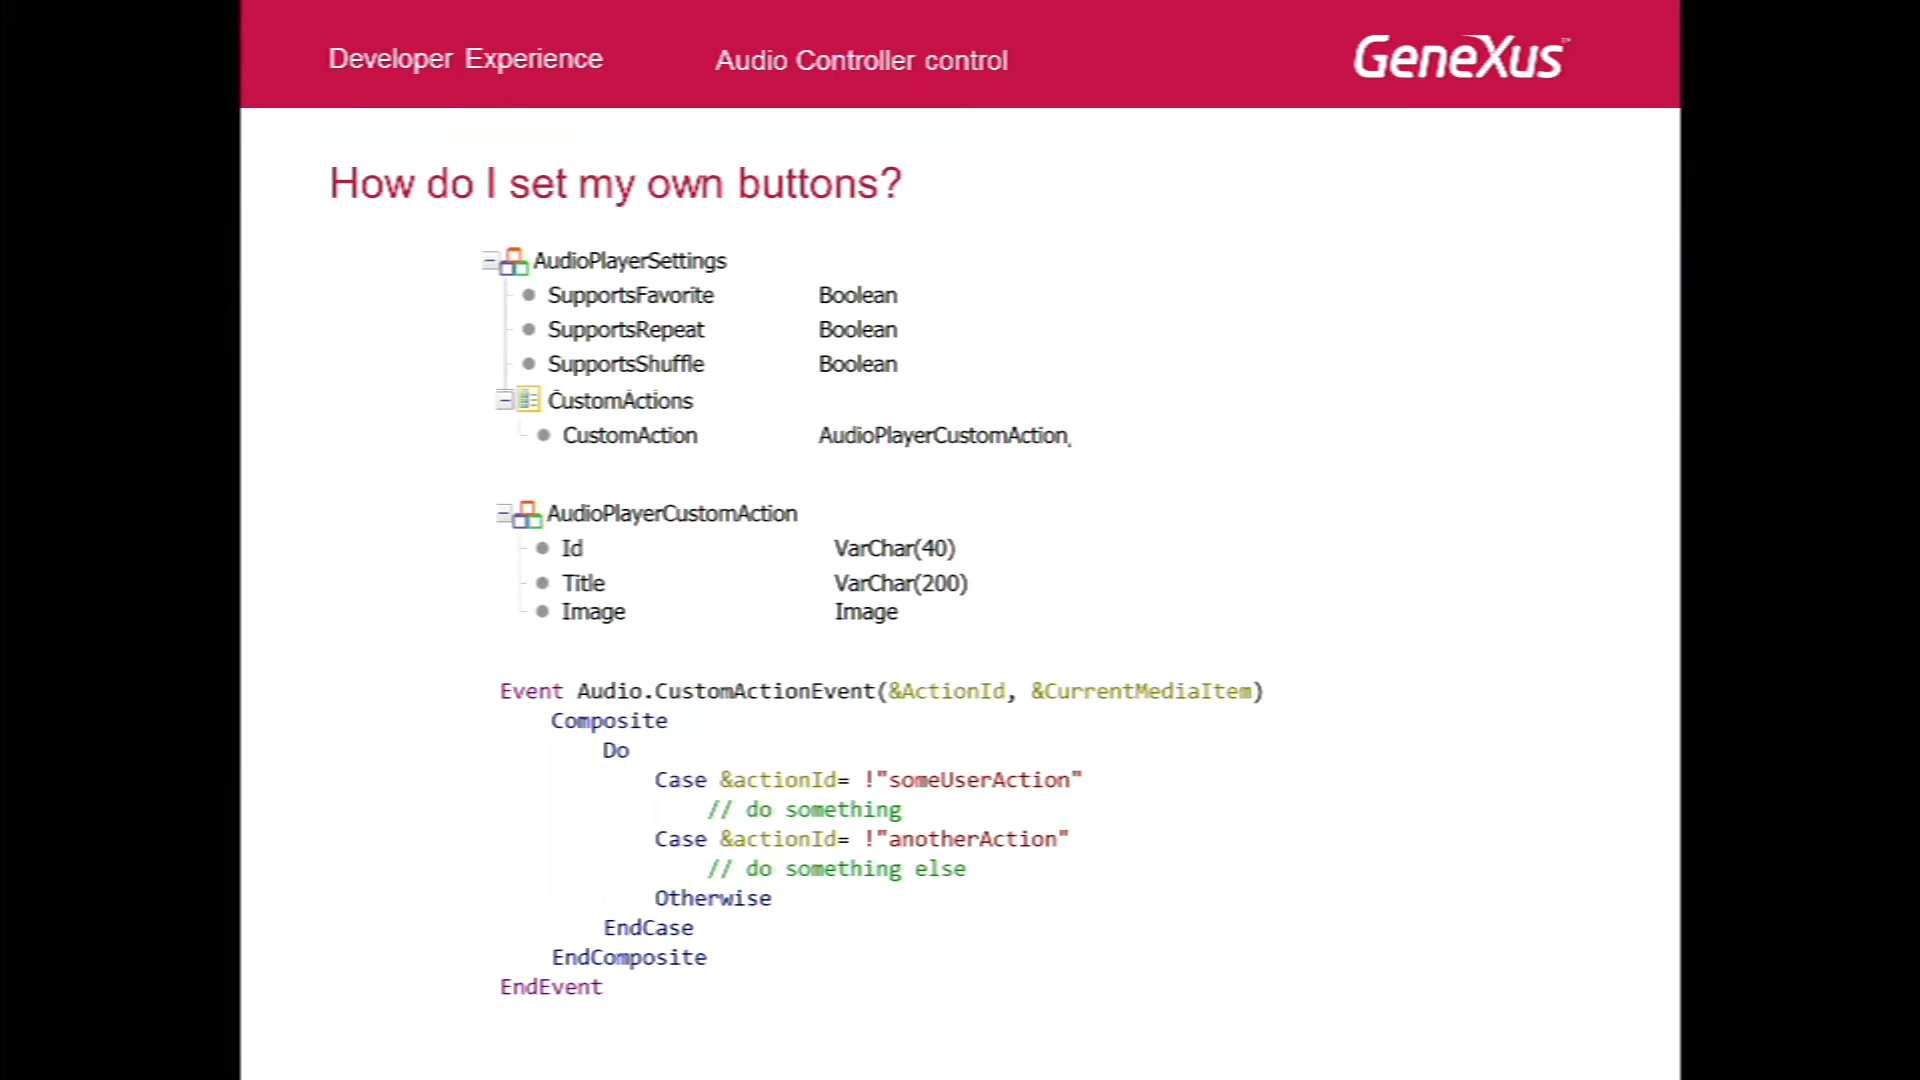 Developer Experience Audio Controller control GeneXus™
How do I set my own buttons?
AudioPlayerSettings
SupportsFavorite Boolean
SupportsRepeat Boolean
SupportsShuffle Boolean
CustomActions
CustomAction AudioPlayerCustomAction,
AudioPlayerCustomAction
Id VarChar(40)
Title VarChar(200)
Image Image
Event Audio.CustomActionEvent(&ActionId, &CurrentMediaItem)
Composite
Do
Case &actionId= !"someUserAction"
// do something
Case &actionId= !"anotherAction"
// do something else
Otherwise
EndCase
EndComposite
EndEvent